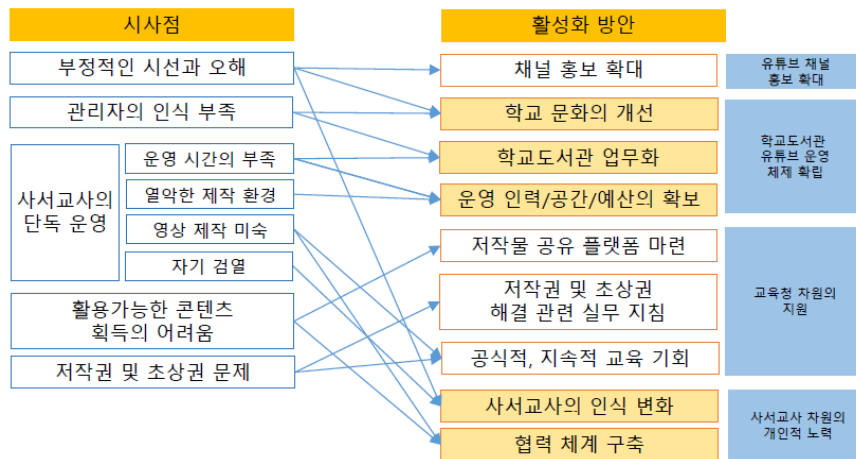 시사점
부정적인 시선과 오해
관리자의 인식 부족
사서교사의
단독 운영
운영 시간의 부족
열악한 제작 환경
영상 제작 미숙
자기 검열
활용가능한 콘텐츠
획득의 어려움
저작권 및 초상권 문제
활성화 방안
채널 홍보 확대
학교 문화의 개선
학교도서관 업무화
운영 인력/공간/예산의 확보
저작물 공유 플랫폼 마련
저작권 및 초상권
해결 관련 실무 지침
공식적, 지속적 교육 기회
사서교사의 인식 변화
협력 체계 구축
유튜브 채널
홍보 확대
학교도서관
유튜브 운영
체제 확립
교육청 차원의
지원
사서교사 차원의
개인적 노력